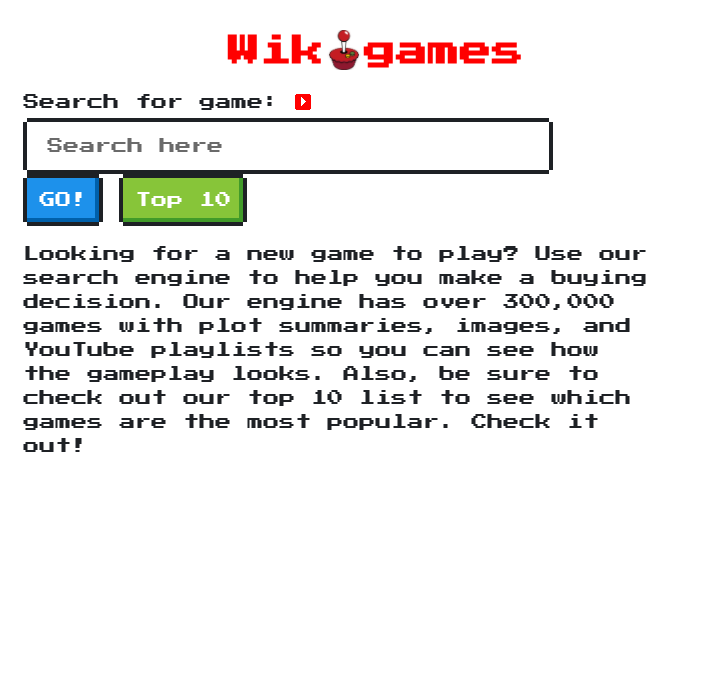 Wikigames
Search for game:
Search here
GO! Top 10
Looking for a new game to play? Use our
search engine to help you make a buying
decision. Our engine has over 300,000
games with plot summaries, images, and
YouTube playlists so you can see how
the gameplay looks. Also, be sure to
check out our top 10 list to see which
games are the most popular. Check it
out!